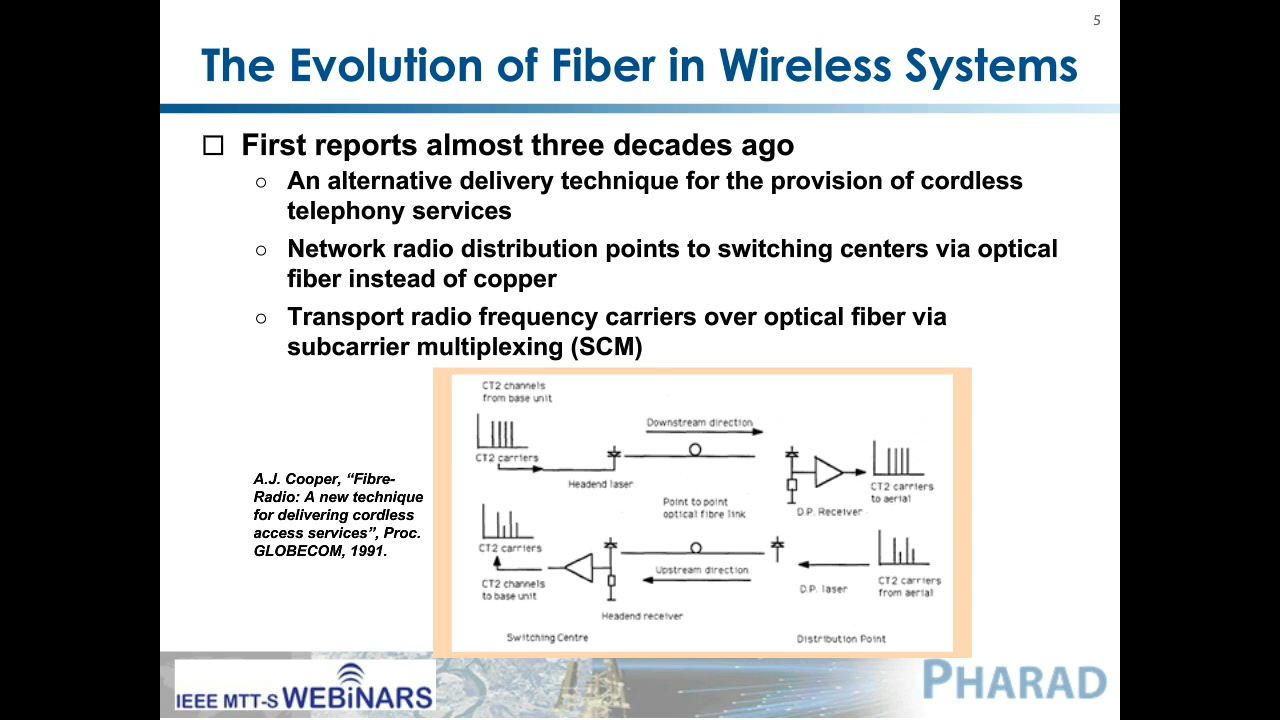 5
The Evolution of Fiber in Wireless Systems
First reports almost three decades ago
An alternative delivery technique for the provision of cordless
telephony services
Network radio distribution points to switching centers via optical
fiber instead of copper
Transport radio frequency carriers over optical fiber via
subcarrier multiplexing (SCM)
A.J. Cooper, “Fibre-
Radio: A new technique
for delivering cordless
access services”, Proc.
GLOBECOM, 1991.
CT2 channels
from base unit
CT2 carriers
Headend laser
Downstream direction
Point to point
optical fibre link
D.P. Receiver
CT2 carriers
to aerial
CT2 carriers
CT2 channels
to base unit
Headend receiver
Upstream direction
D.P. laser
CT2 carriers
from aerial
Switching Centre
Distribution Point
IEEE MTT-S WEBiNARS
PHARAD